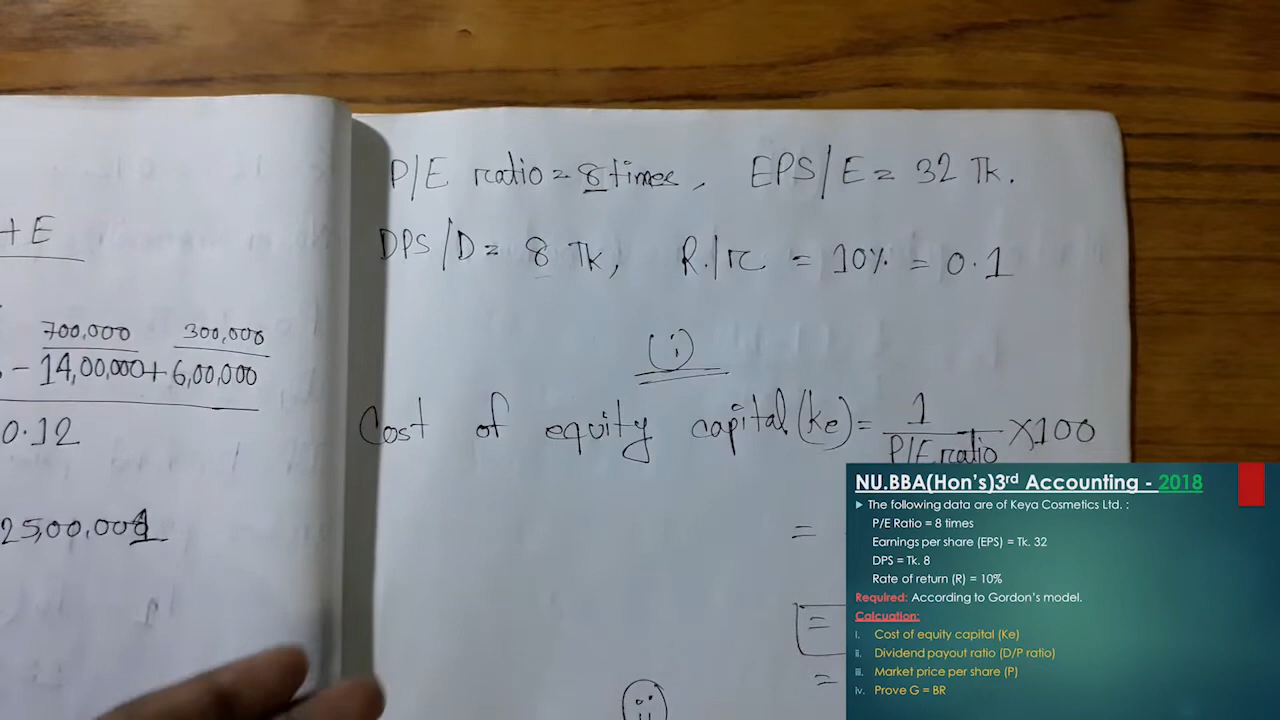 + E
700,000 300,000
- 14,00,000 + 6,00,000
0.12
P/E ratio = 8 times, EPS/E = 32 Tk.
DPS/D = 8 Tk, R./r = 10% = 0.1
(i)
Cost of equity capital (ke) = 1/P/E ratio × 100
=
=
=
NU.BBA(Hon's)3rd Accounting - 2018
The following data are of Keya Cosmetics Ltd. :
P/E Ratio = 8 times
Earnings per share (EPS) = Tk. 32
DPS = Tk. 8
Rate of return (R) = 10%
Required: According to Gordon's model.
Calcuation:
i. Cost of equity capital (Ke)
ii. Dividend payout ratio (D/P ratio)
iii. Market price per share (P)
iv. Prove G = BR